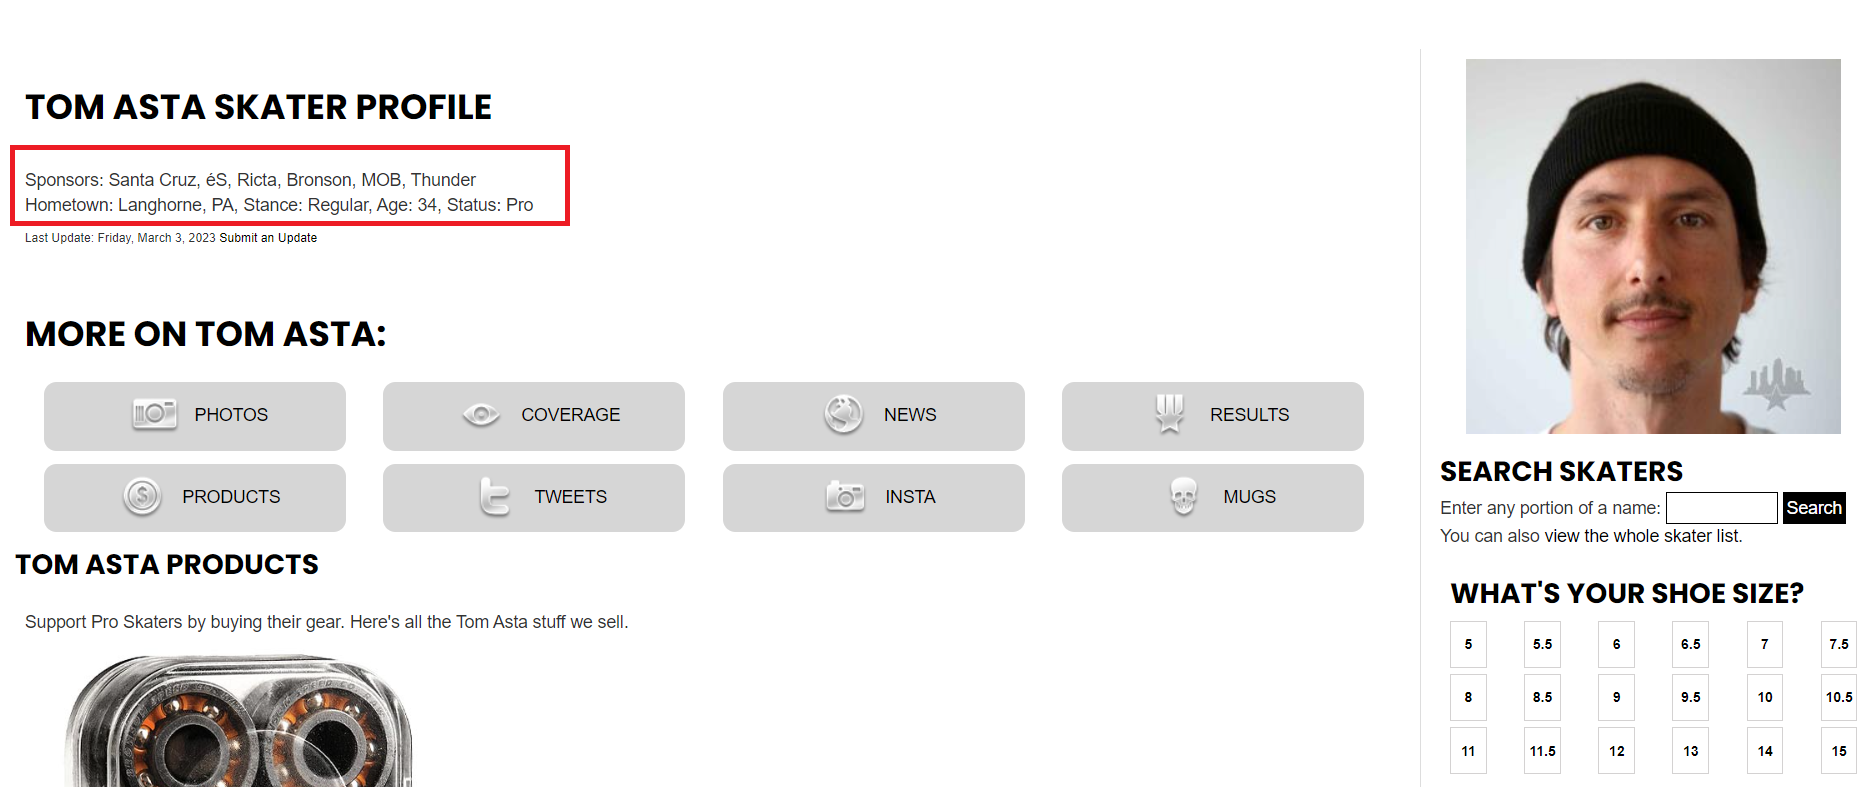 TOM ASTA SKATER PROFILE
Sponsors: Santa Cruz, éS, Ricta, Bronson, MOB, Thunder
Hometown: Langhorne, PA, Stance: Regular, Age: 34, Status: Pro
Last Update: Friday, March 3, 2023 Submit an Update
MORE ON TOM ASTA:
PHOTOS
COVERAGE
NEWS
RESULTS
PRODUCTS
TWEETS
INSTA
MUGS
TOM ASTA PRODUCTS
Support Pro Skaters by buying their gear. Here's all the Tom Asta stuff we sell.
SEARCH SKATERS
Enter any portion of a name: Search
You can also view the whole skater list.
WHAT'S YOUR SHOE SIZE?
5 5.5 6 6.5 7 7.5
8 8.5 9 9.5 10 10.5
11 11.5 12 13 14 15